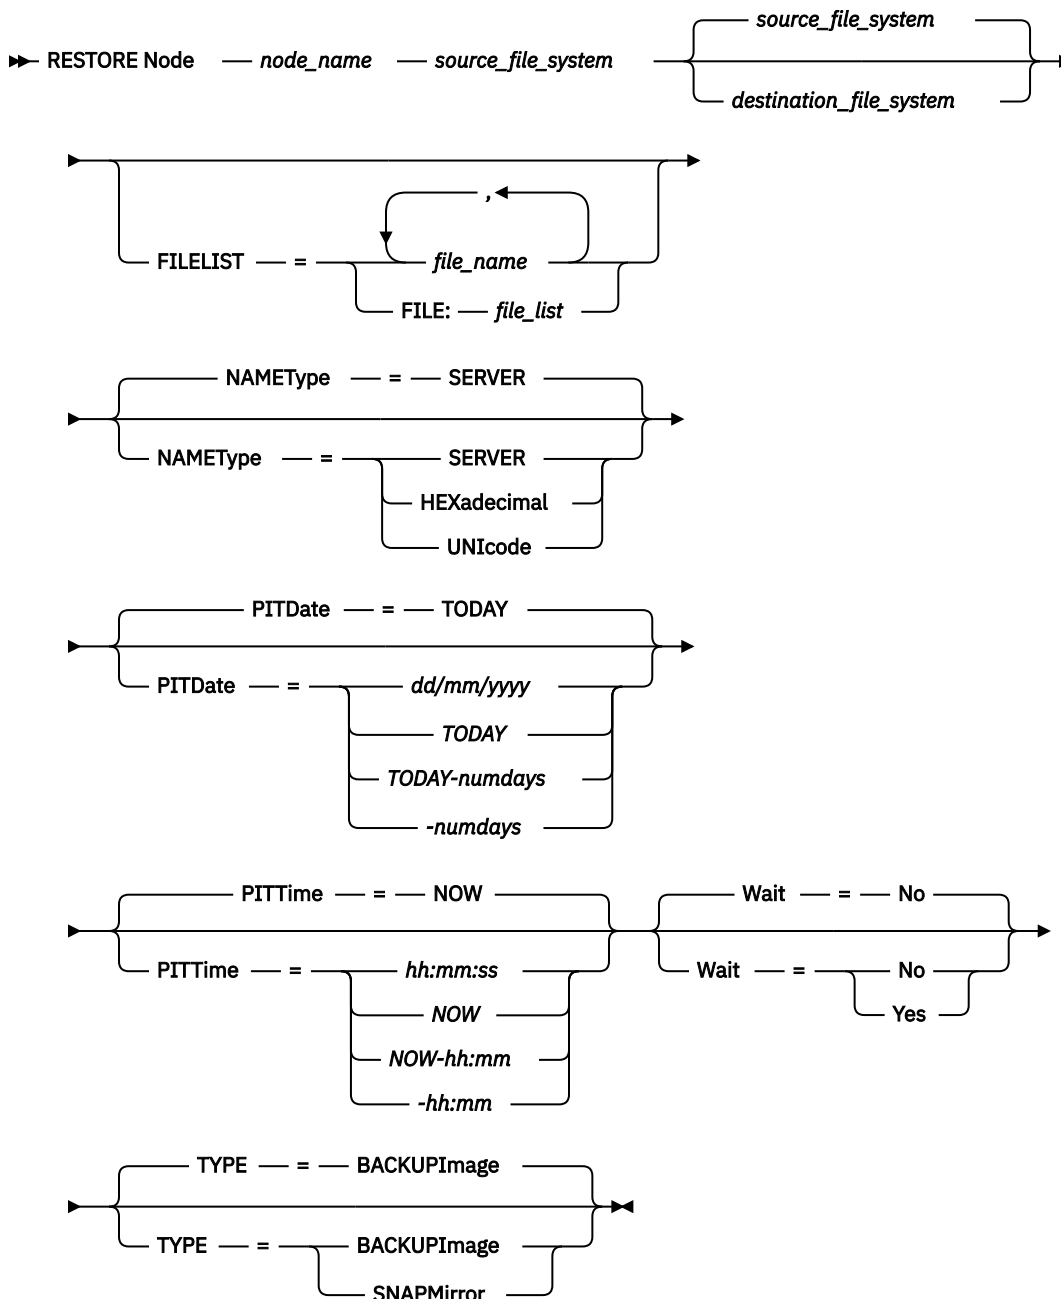 source_file_system
RESTORE Node node_name source_file_system
destination_file_system
,
FILELIST = file_name
FILE: file_list
NAMEType = SERVER
NAMEType = SERVER
HEXadecimal
UNIcode
PITDate = TODAY
PITDate = dd/mm/yyyy
TODAY
TODAY-numdays
-numdays
PITTime = NOW Wait = No
PITTime = hh:mm:ss Wait = No
NOW Yes
NOW-hh:mm
-hh:mm
TYPE = BACKUPImage
TYPE = BACKUPImage
SNAPMirror